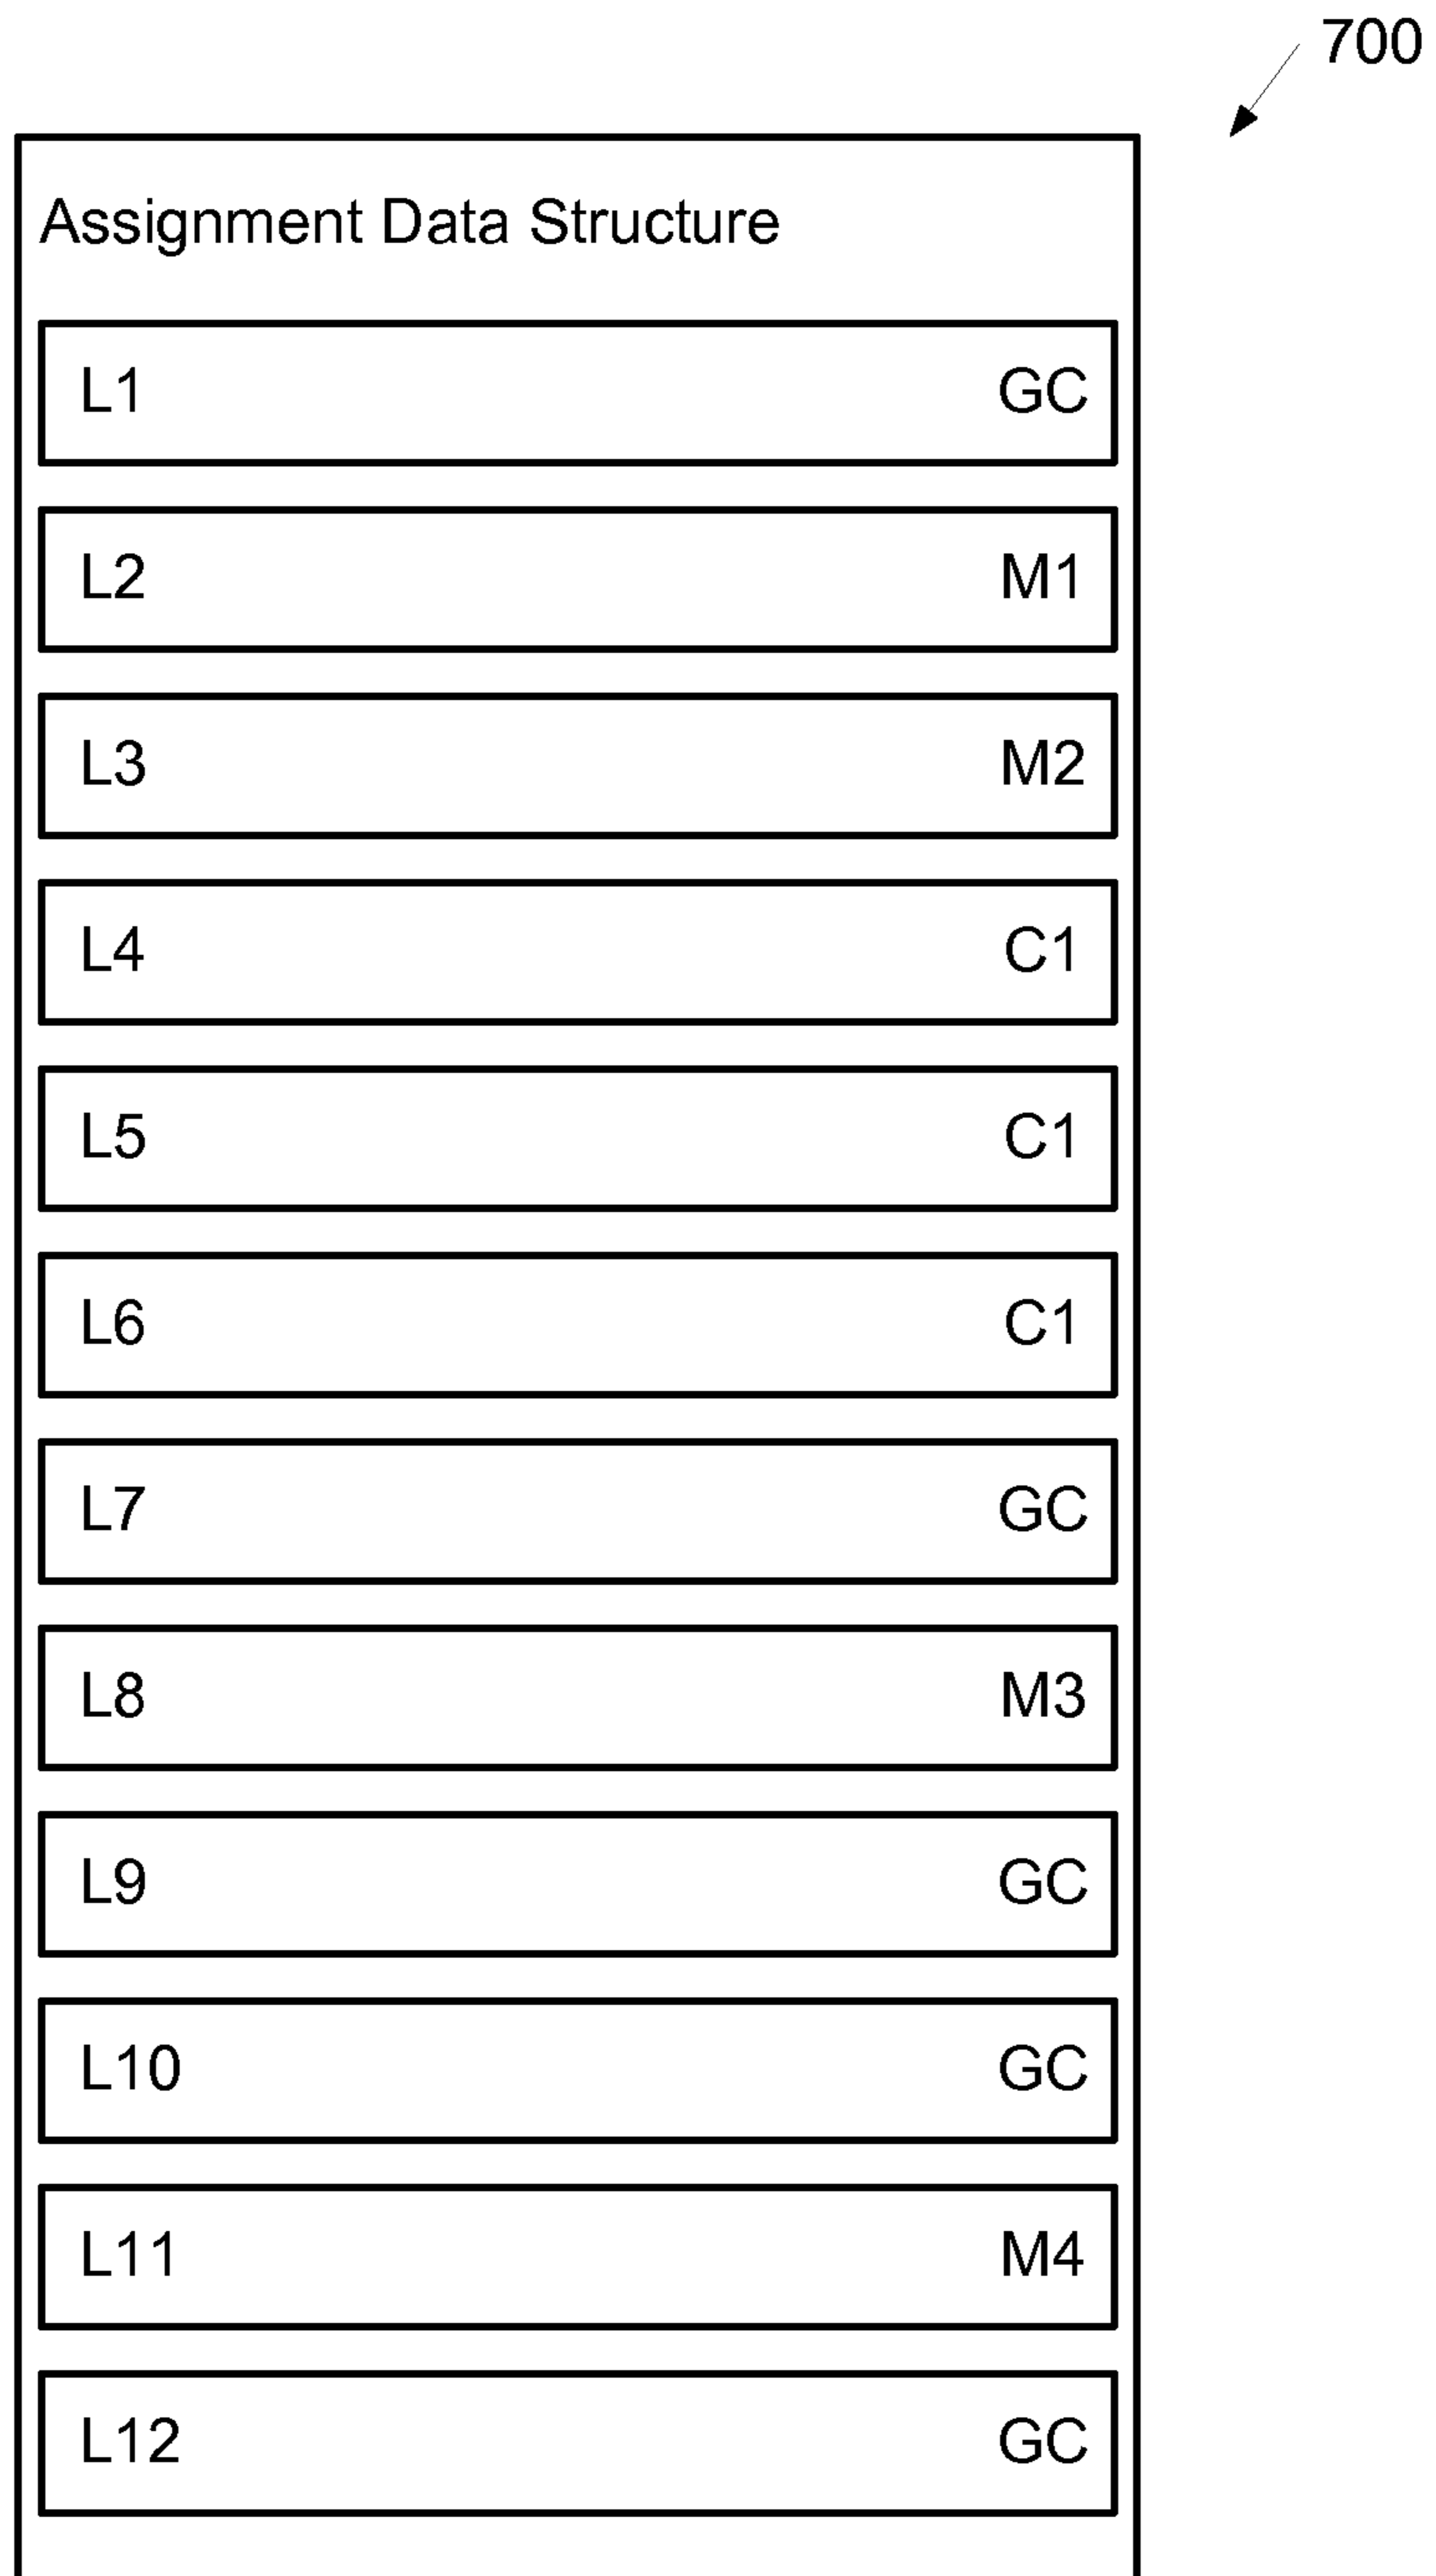 700
Assignment Data Structure
L1 GC
L2 M1
L3 M2
L4 C1
L5 C1
L6 C1
L7 GC
L8 M3
L9 GC
L10 GC
L11 M4
L12 GC